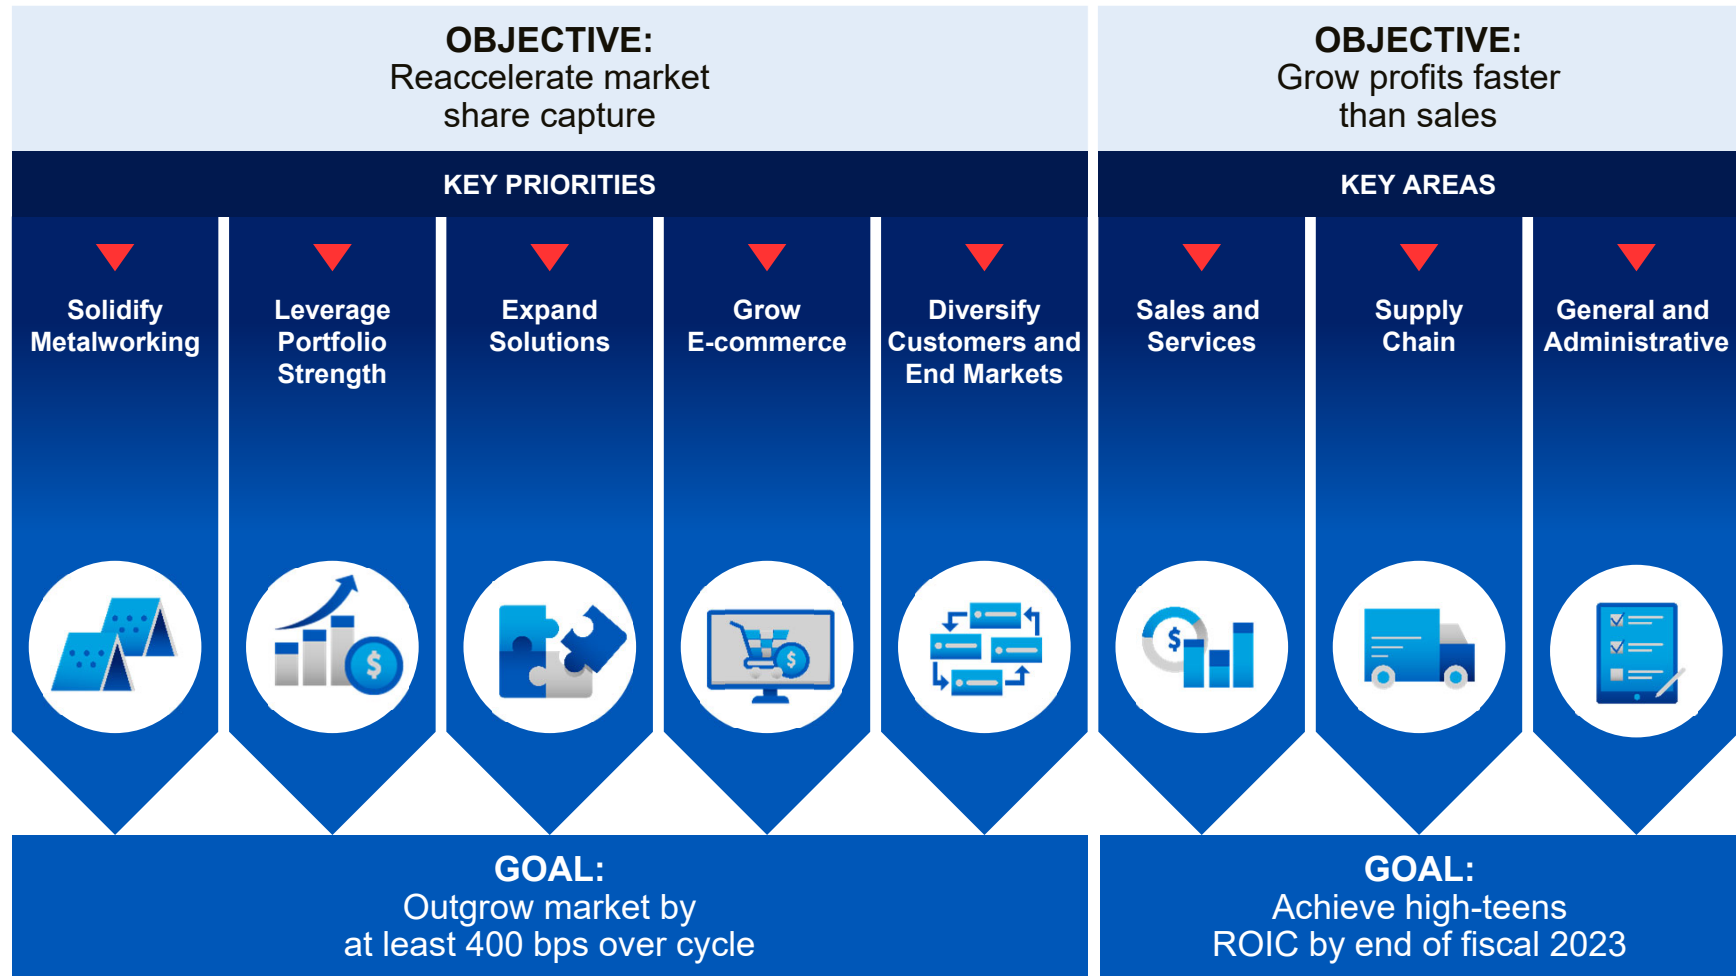 OBJECTIVE:
Reaccelerate market
share capture
KEY PRIORITIES
Solidify
Metalworking
Leverage
Portfolio
Strength
Expand
Solutions
Grow
E-commerce
Diversify
Customers and
End Markets
GOAL:
Outgrow market by
at least 400 bps over cycle
OBJECTIVE:
Grow profits faster
than sales
KEY AREAS
Sales and
Services
Supply
Chain
General and
Administrative
GOAL:
Achieve high-teens
ROIC by end of fiscal 2023
$
$
$